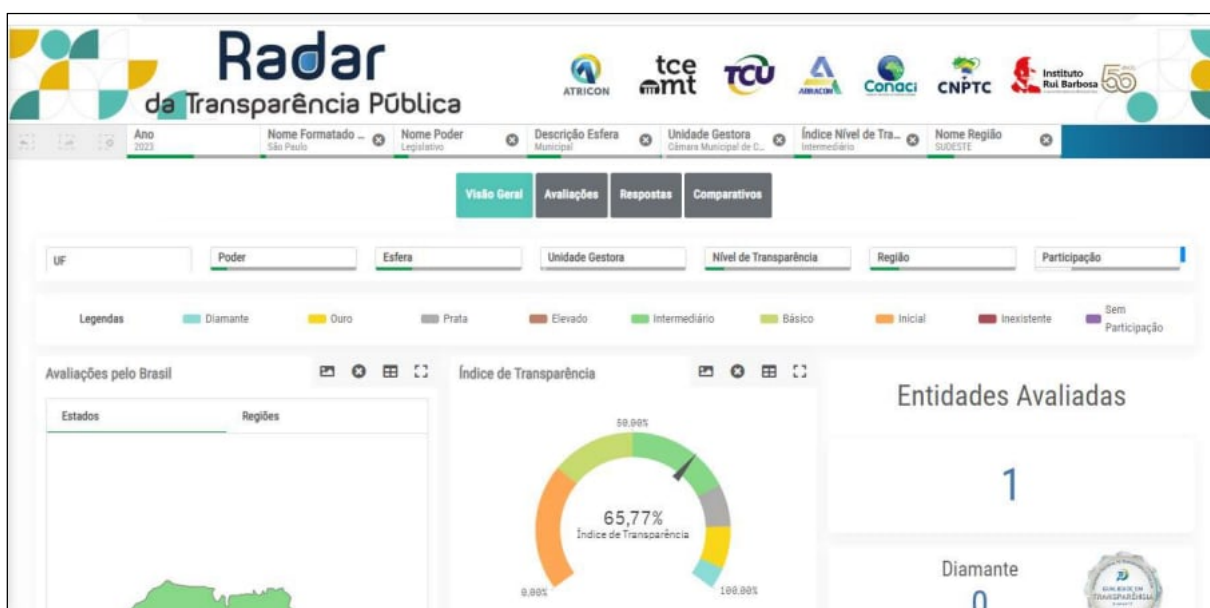 Radar
da Transparência Pública
ATRICON
tce
mt
TCU
ABRACOM
Conaci
CNPTC
Instituto
Rui Barbosa
50
Ano
2023
Nome Formatado ...
São Paulo
Nome Poder
Legislativo
Descrição Esfera
Municipal
Unidade Gestora
Câmara Municipal de C...
Índice Nível de Tra...
Intermediário
Nome Região
SUDESTE
Visão Geral
Avaliações
Respostas
Comparativos
UF
Poder
Esfera
Unidade Gestora
Nível de Transparência
Região
Participação
Legendas
Diamante
Ouro
Prata
Elevado
Intermediário
Básico
Inicial
Inexistente
Sem
Participação
Avaliações pelo Brasil
Estados
Regiões
Índice de Transparência
50,00%
65,77%
Índice de Transparência
0,00%
100,00%
Entidades Avaliadas
1
Diamante
0